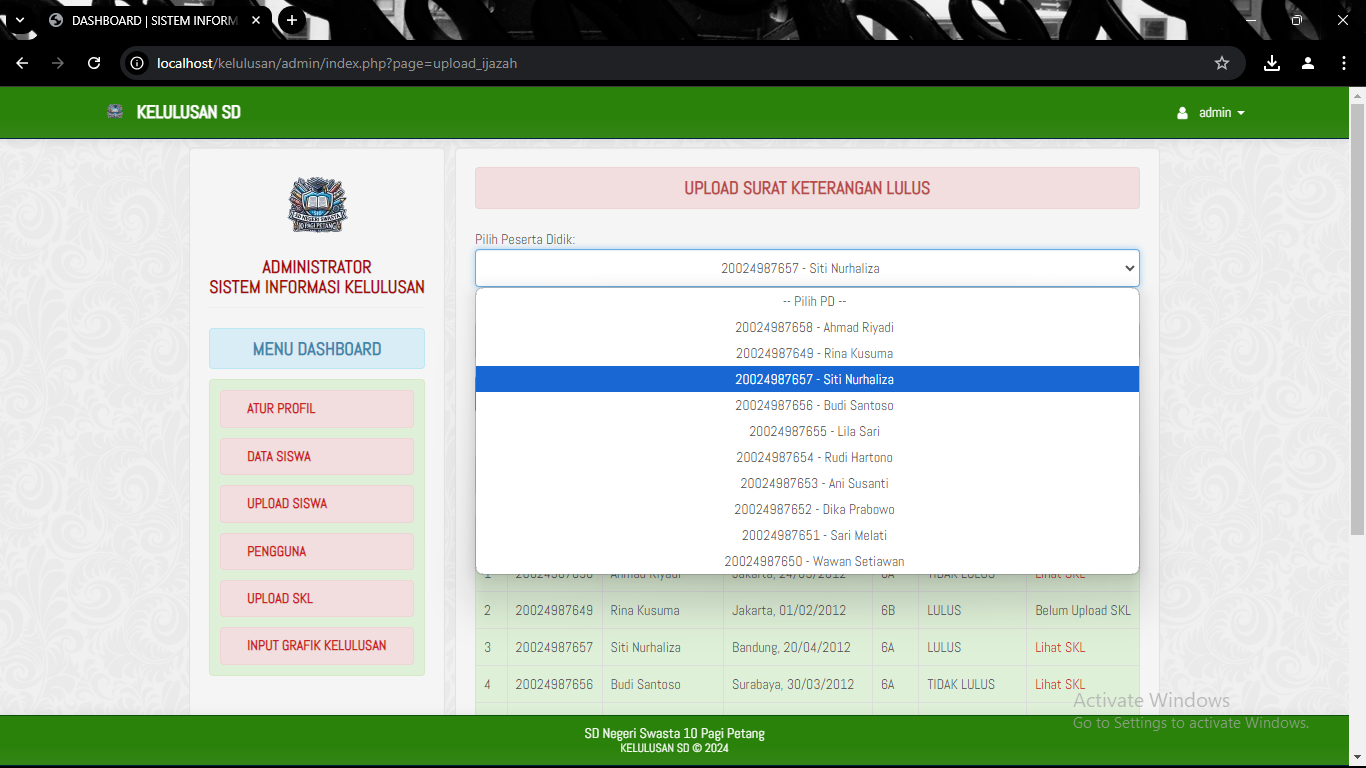 DASHBOARD | SISTEM INFORM
localhost/kelulusan/admin/index.php?page=upload_ijazah
KELULUSAN SD
admin
SD NEGERI SWASTA
10 PAGI PETANG
ADMINISTRATOR
SISTEM INFORMASI KELULUSAN
MENU DASHBOARD
ATUR PROFIL
DATA SISWA
UPLOAD SISWA
PENGGUNA
UPLOAD SKL
INPUT GRAFIK KELULUSAN
UPLOAD SURAT KETERANGAN LULUS
Pilih Peserta Didik:
20024987657 - Siti Nurhaliza
-- Pilih PD --
20024987658 - Ahmad Riyadi
20024987649 - Rina Kusuma
20024987657 - Siti Nurhaliza
20024987656 - Budi Santoso
20024987655 - Lila Sari
20024987654 - Rudi Hartono
20024987653 - Ani Susanti
20024987652 - Dika Prabowo
20024987651 - Sari Melati
20024987650 - Wawan Setiawan
1 20024987658 Ahmad Riyadi Jakarta, 24/05/2012 6A TIDAK LULUS Lihat SKL
2 20024987649 Rina Kusuma Jakarta, 01/02/2012 6B LULUS Belum Upload SKL
3 20024987657 Siti Nurhaliza Bandung, 20/04/2012 6A LULUS Lihat SKL
4 20024987656 Budi Santoso Surabaya, 30/03/2012 6A TIDAK LULUS Lihat SKL
Activate Windows
Go to Settings to activate Windows.
SD Negeri Swasta 10 Pagi Petang
KELULUSAN SD © 2024